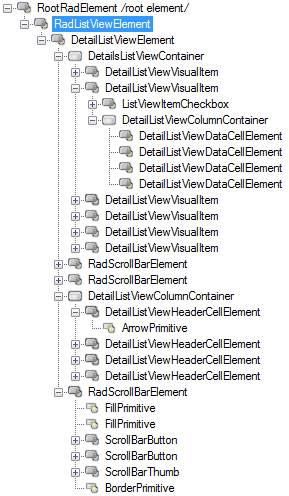 RootRadElement /root element/
RadListViewElement
DetailListViewElement
DetailsListViewContainer
DetailListViewVisualItem
DetailListViewVisualItem
ListViewItemCheckbox
DetailListViewColumnContainer
DetailListViewDataCellElement
DetailListViewDataCellElement
DetailListViewDataCellElement
DetailListViewDataCellElement
DetailListViewVisualItem
DetailListViewVisualItem
DetailListViewVisualItem
DetailListViewVisualItem
RadScrollBarElement
RadScrollBarElement
DetailListViewColumnContainer
DetailListViewHeaderCellElement
ArrowPrimitive
DetailListViewHeaderCellElement
DetailListViewHeaderCellElement
DetailListViewHeaderCellElement
RadScrollBarElement
FillPrimitive
FillPrimitive
ScrollBarButton
ScrollBarButton
ScrollBarThumb
BorderPrimitive